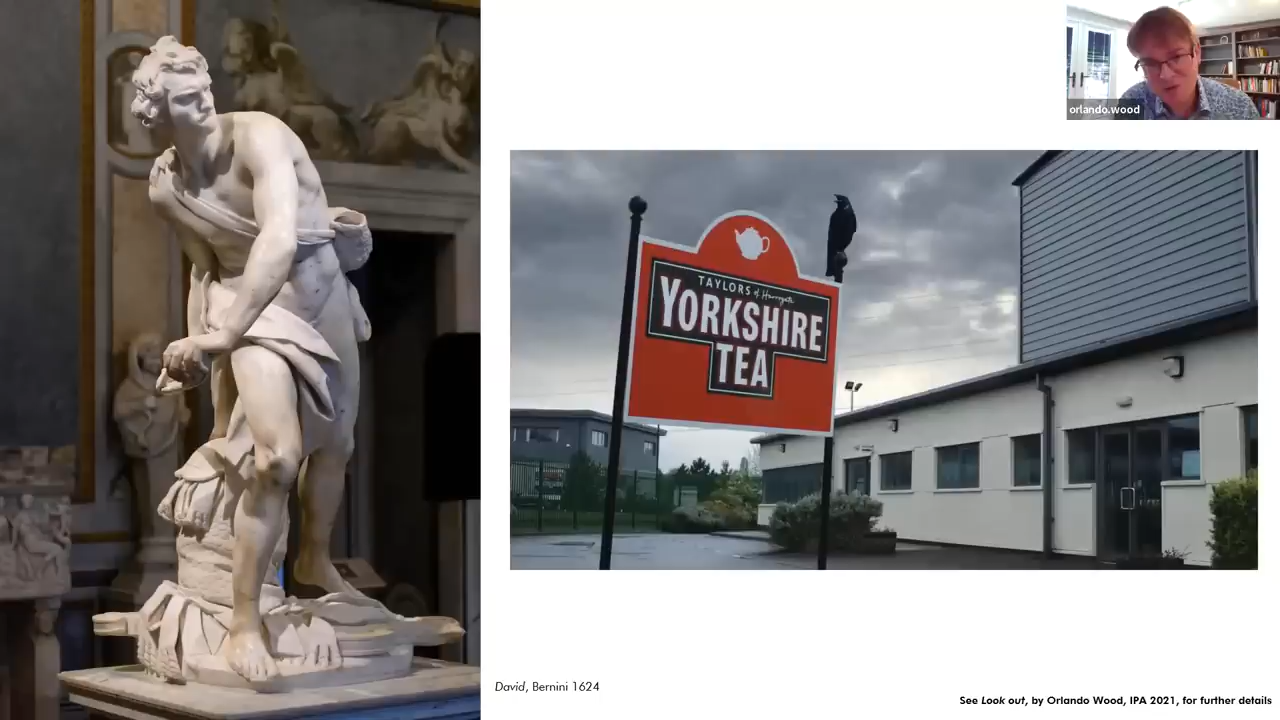 orlando.wood
TAYLORS of Harrogate
YORKSHIRE
TEA
David, Bernini 1624
See Look out, by Orlando Wood, IPA 2021, for further details